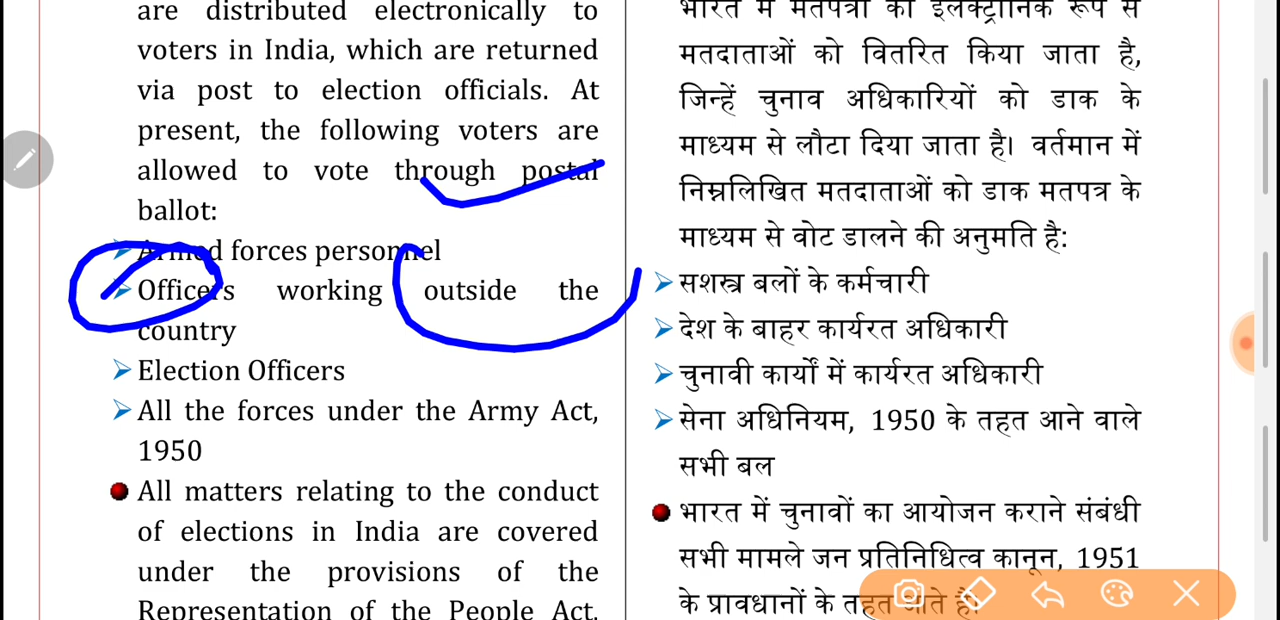 are distributed electronically to
voters in India, which are returned
via post to election officials. At
present, the following voters are
allowed to vote through postal
ballot:
Armed forces personnel
Officers working outside the
country
Election Officers
All the forces under the Army Act,
1950
All matters relating to the conduct
of elections in India are covered
under the provisions of the
Representation of the People Act,
भारत में मतपत्रों को इलेक्ट्रॉनिक रूप से
मतदाताओं को वितरित किया जाता है,
जिन्हें चुनाव अधिकारियों को डाक के
माध्यम से लौटा दिया जाता है। वर्तमान में
निम्नलिखित मतदाताओं को डाक मतपत्र के
माध्यम से वोट डालने की अनुमति है:
सशस्त्र बलों के कर्मचारी
देश के बाहर कार्यरत अधिकारी
चुनावी कार्यों में कार्यरत अधिकारी
सेना अधिनियम, 1950 के तहत आने वाले
सभी बल
भारत में चुनावों का आयोजन कराने संबंधी
सभी मामले जन प्रतिनिधित्व कानून, 1951
के प्रावधानों के तहत आते है।